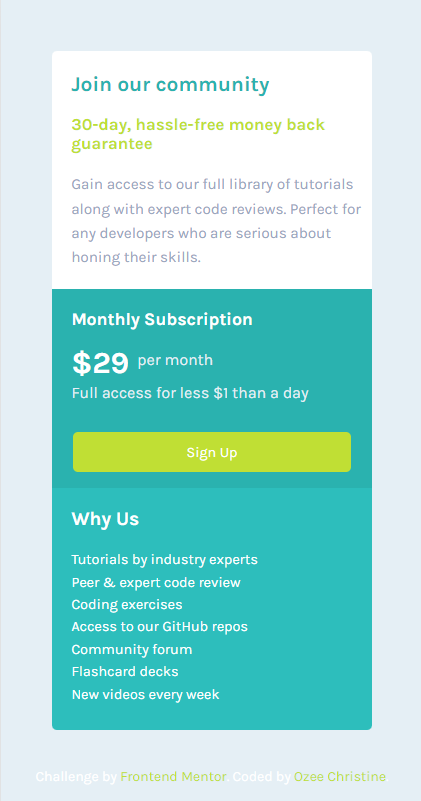 Join our community
30-day, hassle-free money back
guarantee
Gain access to our full library of tutorials
along with expert code reviews. Perfect for
any developers who are serious about
honing their skills.
Monthly Subscription
$29 per month
Full access for less $1 than a day
Sign Up
Why Us
Tutorials by industry experts
Peer & expert code review
Coding exercises
Access to our GitHub repos
Community forum
Flashcard decks
New videos every week
Challenge by Frontend Mentor. Coded by Ozee Christine